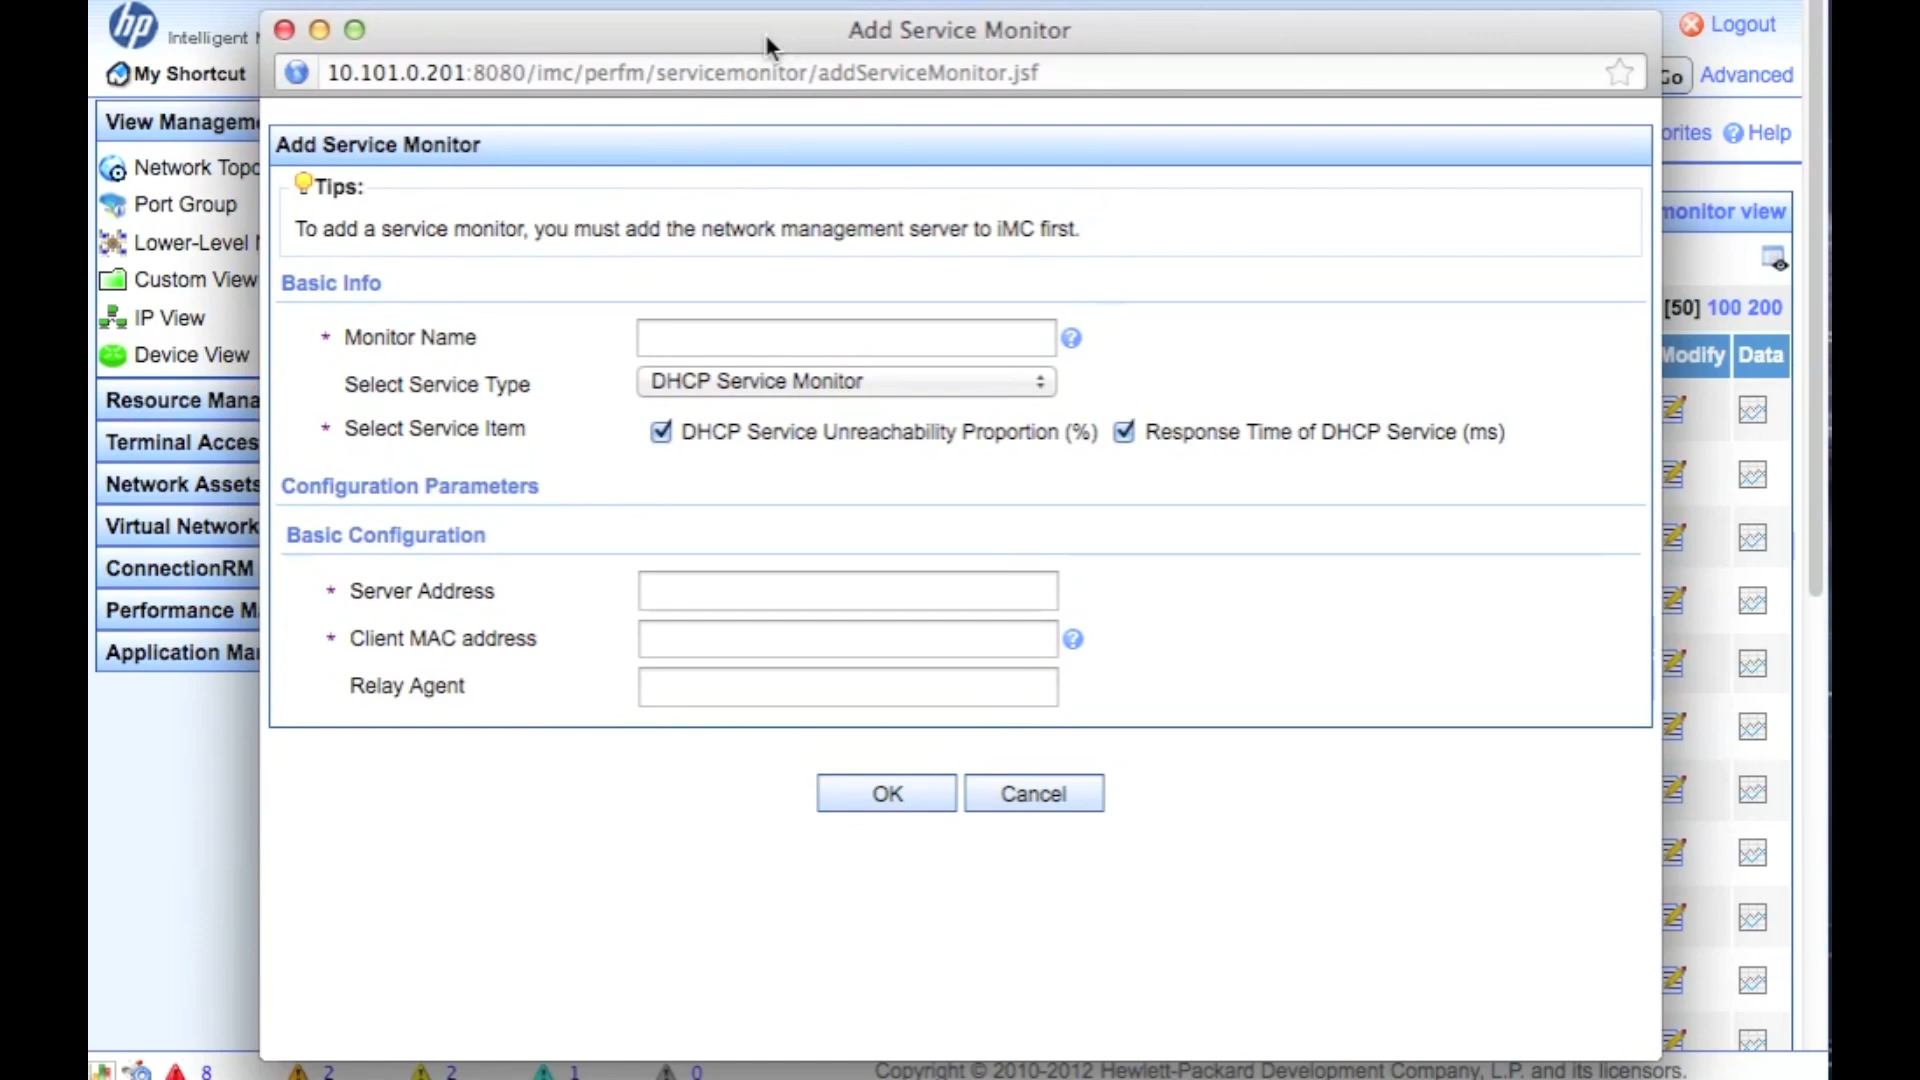 hp
Intelligent
My Shortcut
Add Service Monitor
10.101.0.201:8080/imc/perfm/servicemonitor/addServiceMonitor.jsf
Logout
Go
Advanced
Help
monitor view
[50] 100 200
Modify
Data
View Managem
Network Topo
Port Group
Lower-Level
Custom View
IP View
Device View
Resource Mana
Terminal Acces
Network Assets
Virtual Network
ConnectionRM
Performance M
Application Ma
Add Service Monitor
Tips:
To add a service monitor, you must add the network management server to iMC first.
Basic Info
* Monitor Name
Select Service Type
DHCP Service Monitor
* Select Service Item
DHCP Service Unreachability Proportion (%)
Response Time of DHCP Service (ms)
Configuration Parameters
Basic Configuration
* Server Address
* Client MAC address
Relay Agent
OK
Cancel
8
2
2
1
0
Copyright © 2010-2012 Hewlett-Packard Development Company, L.P. and its licensors.